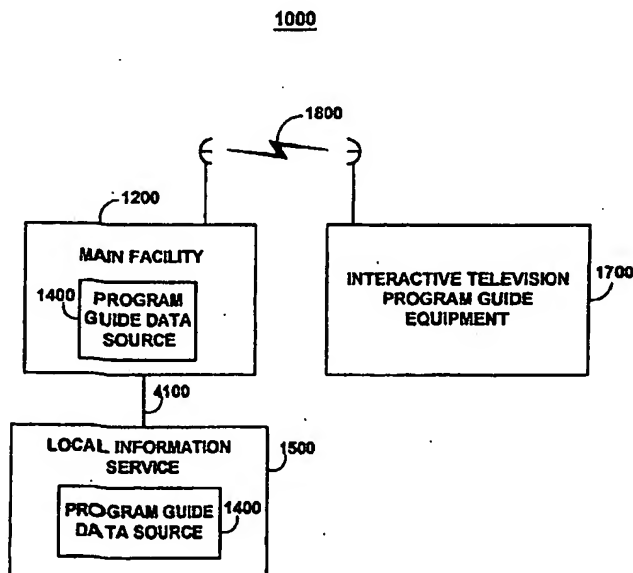 1000
1800
1200
MAIN FACILITY
1400
PROGRAM
GUIDE DATA
SOURCE
INTERACTIVE TELEVISION
PROGRAM GUIDE
EQUIPMENT
1700
4100
LOCAL INFORMATION
SERVICE
1500
PROGRAM GUIDE
DATA SOURCE
1400